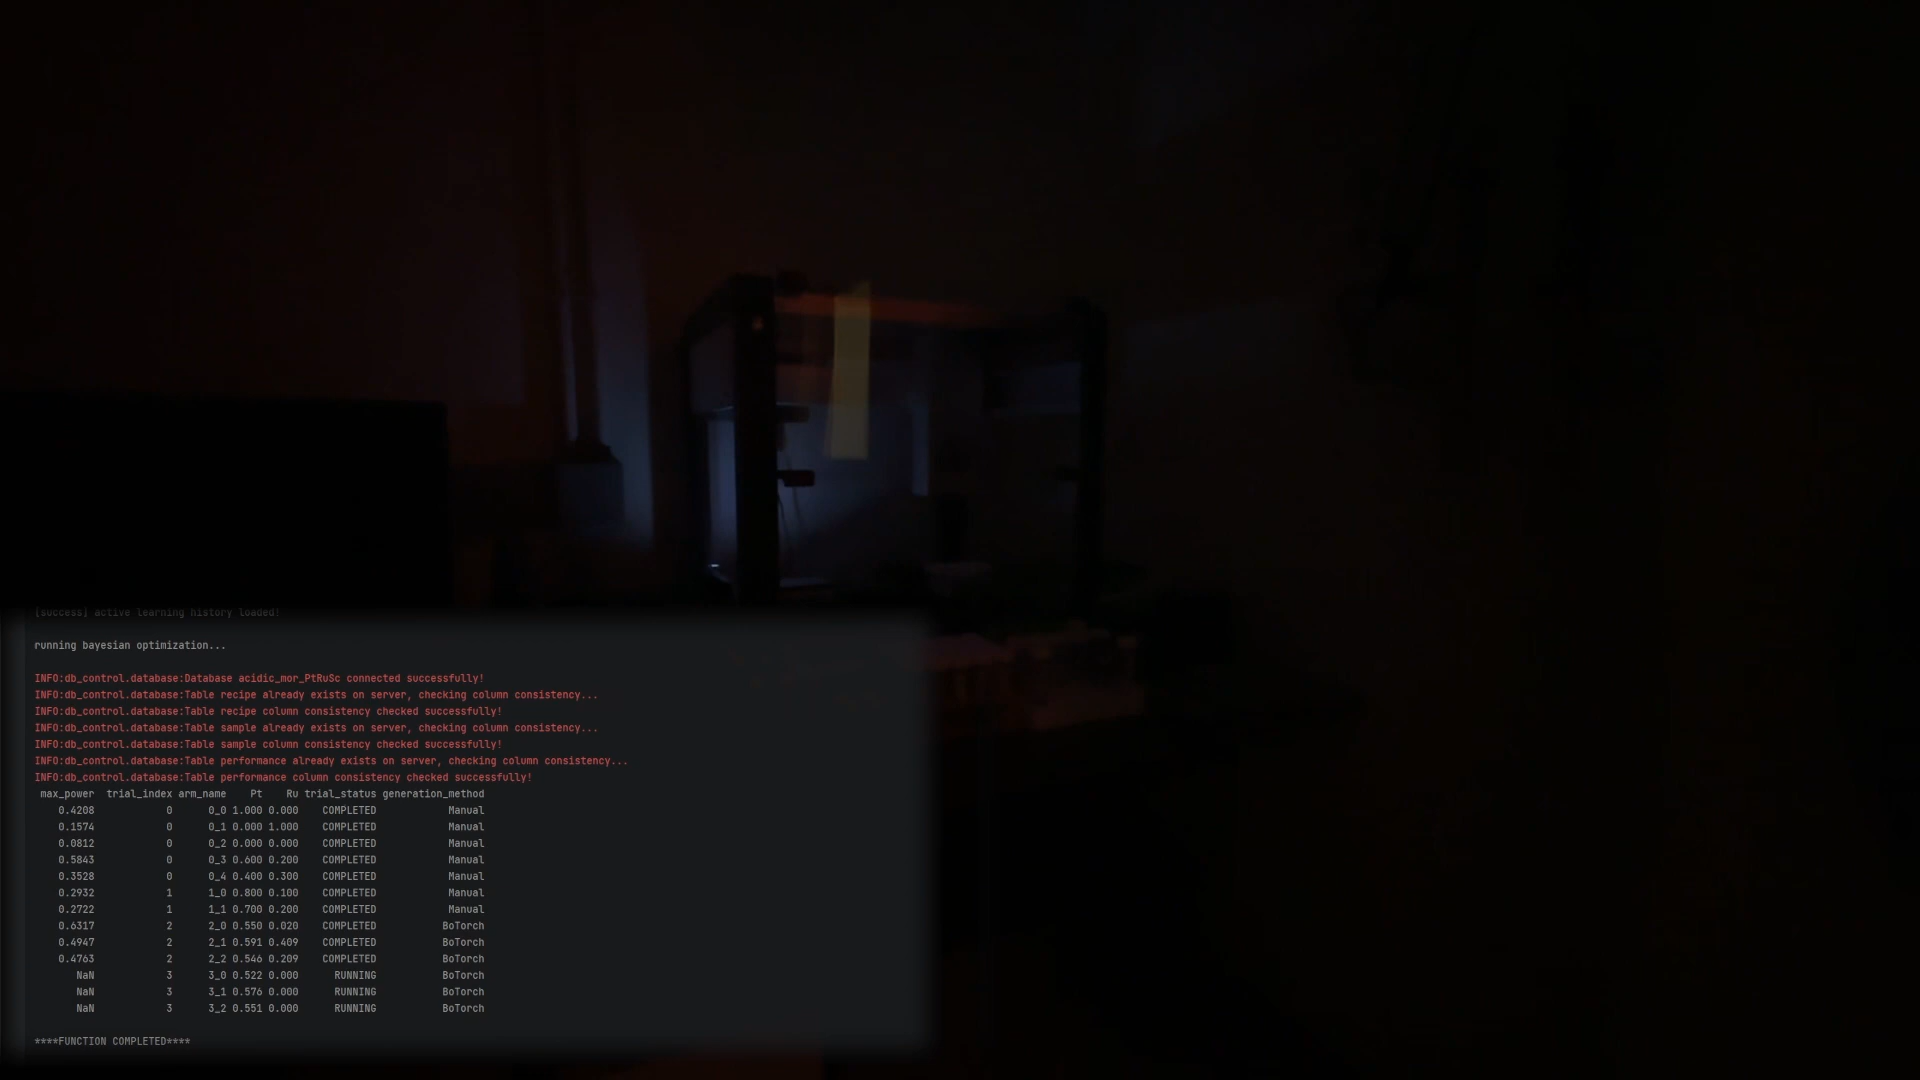 [success] active learning history loaded!
running bayesian optimization...
INFO:db_control.database:Database acidic_mor_PtRuSc connected successfully!
INFO:db_control.database:Table recipe already exists on server, checking column consistency...
INFO:db_control.database:Table recipe column consistency checked successfully!
INFO:db_control.database:Table sample already exists on server, checking column consistency...
INFO:db_control.database:Table sample column consistency checked successfully!
INFO:db_control.database:Table performance already exists on server, checking column consistency...
INFO:db_control.database:Table performance column consistency checked successfully!
max_power trial_index arm_name Pt Ru trial_status generation_method
0.4208 0 0_0 1.000 0.000 COMPLETED Manual
0.1574 0 0_1 0.000 1.000 COMPLETED Manual
0.0812 0 0_2 0.000 0.000 COMPLETED Manual
0.5843 0 0_3 0.600 0.200 COMPLETED Manual
0.3528 0 0_4 0.400 0.300 COMPLETED Manual
0.2932 1 1_0 0.800 0.100 COMPLETED Manual
0.2722 1 1_1 0.700 0.200 COMPLETED Manual
0.6317 2 2_0 0.550 0.020 COMPLETED BoTorch
0.4947 2 2_1 0.591 0.409 COMPLETED BoTorch
0.4763 2 2_2 0.546 0.209 COMPLETED BoTorch
NaN 3 3_0 0.522 0.000 RUNNING BoTorch
NaN 3 3_1 0.576 0.000 RUNNING BoTorch
NaN 3 3_2 0.551 0.000 RUNNING BoTorch
****FUNCTION COMPLETED****